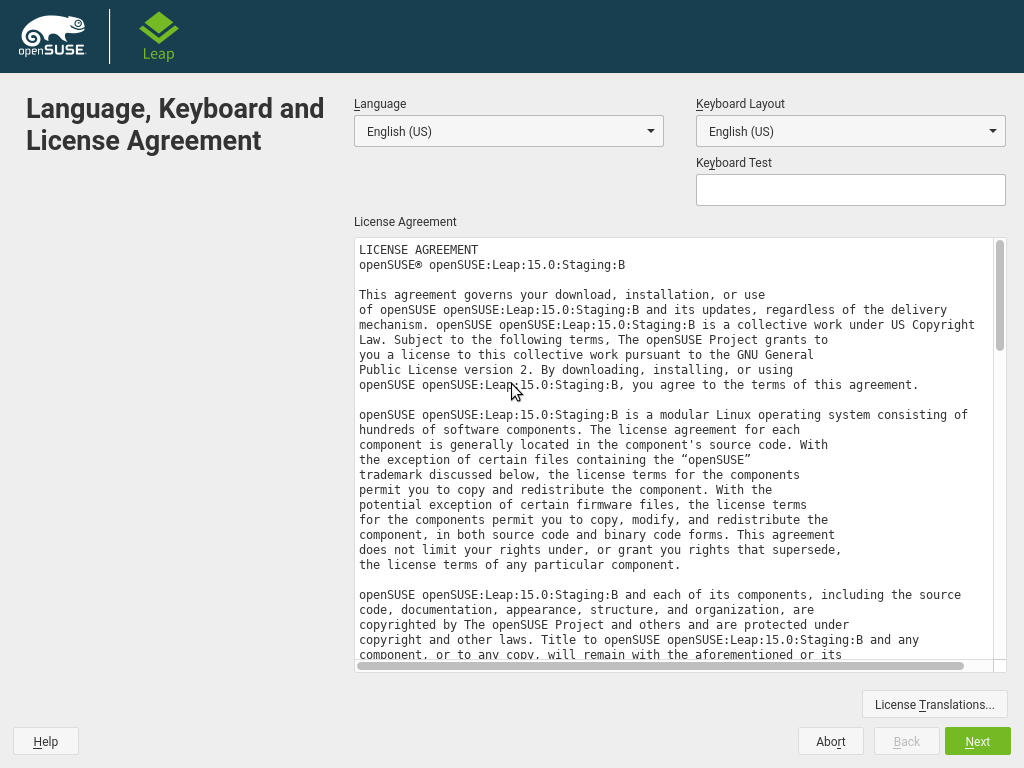 openSUSE.
Leap
Language, Keyboard and
License Agreement
Language
English (US)
Keyboard Layout
English (US)
Keyboard Test
License Agreement
LICENSE AGREEMENT
openSUSE® openSUSE:Leap:15.0:Staging:B
This agreement governs your download, installation, or use
of openSUSE openSUSE:Leap:15.0:Staging:B and its updates, regardless of the delivery
mechanism. openSUSE openSUSE:Leap:15.0:Staging:B is a collective work under US Copyright
Law. Subject to the following terms, The openSUSE Project grants to
you a license to this collective work pursuant to the GNU General
Public License version 2. By downloading, installing, or using
openSUSE openSUSE:Leap:15.0:Staging:B, you agree to the terms of this agreement.
openSUSE openSUSE:Leap:15.0:Staging:B is a modular Linux operating system consisting of
hundreds of software components. The license agreement for each
component is generally located in the component's source code. With
the exception of certain files containing the “openSUSE”
trademark discussed below, the license terms for the components
permit you to copy and redistribute the component. With the
potential exception of certain firmware files, the license terms
for the components permit you to copy, modify, and redistribute the
component, in both source code and binary code forms. This agreement
does not limit your rights under, or grant you rights that supersede,
the license terms of any particular component.
openSUSE openSUSE:Leap:15.0:Staging:B and each of its components, including the source
code, documentation, appearance, structure, and organization, are
copyrighted by The openSUSE Project and others and are protected under
copyright and other laws. Title to openSUSE openSUSE:Leap:15.0:Staging:B and any
component, or to any copy, will remain with the aforementioned or its
License Translations...
Help
Abort
Back
Next